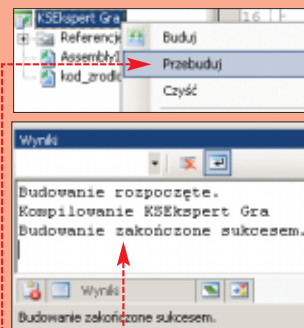 KSEkspert Gra
16
Referencje
Buduj
Przebuduj
kod_zrodlo
Czyść
Wyniki
Budowanie rozpoczęte.
Kompilowanie KSEkspert Gra
Budowanie zakończone sukcesem.
Wyniki
Budowanie zakończone sukcesem.